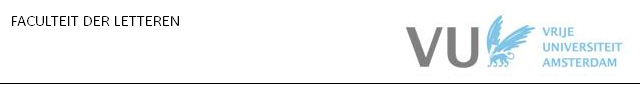 FACULTEIT DER LETTEREN
VU VRIJE
UNIVERSITEIT
AMSTERDAM